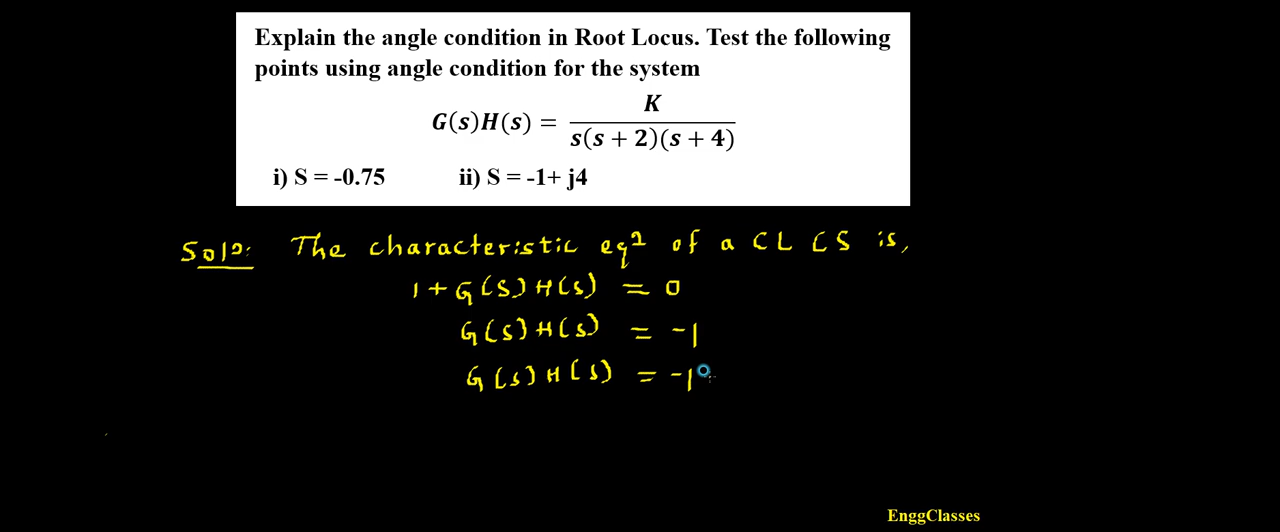 Explain the angle condition in Root Locus. Test the following
points using angle condition for the system
G(s)H(s) = K / s(s + 2)(s + 4)
i) S = -0.75 ii) S = -1+ j4
Soln: The characteristic eqn of a CLCS is,
1 + G(s)H(s) = 0
G(s)H(s) = -1
G(s)H(s) = -1
EnggClasses